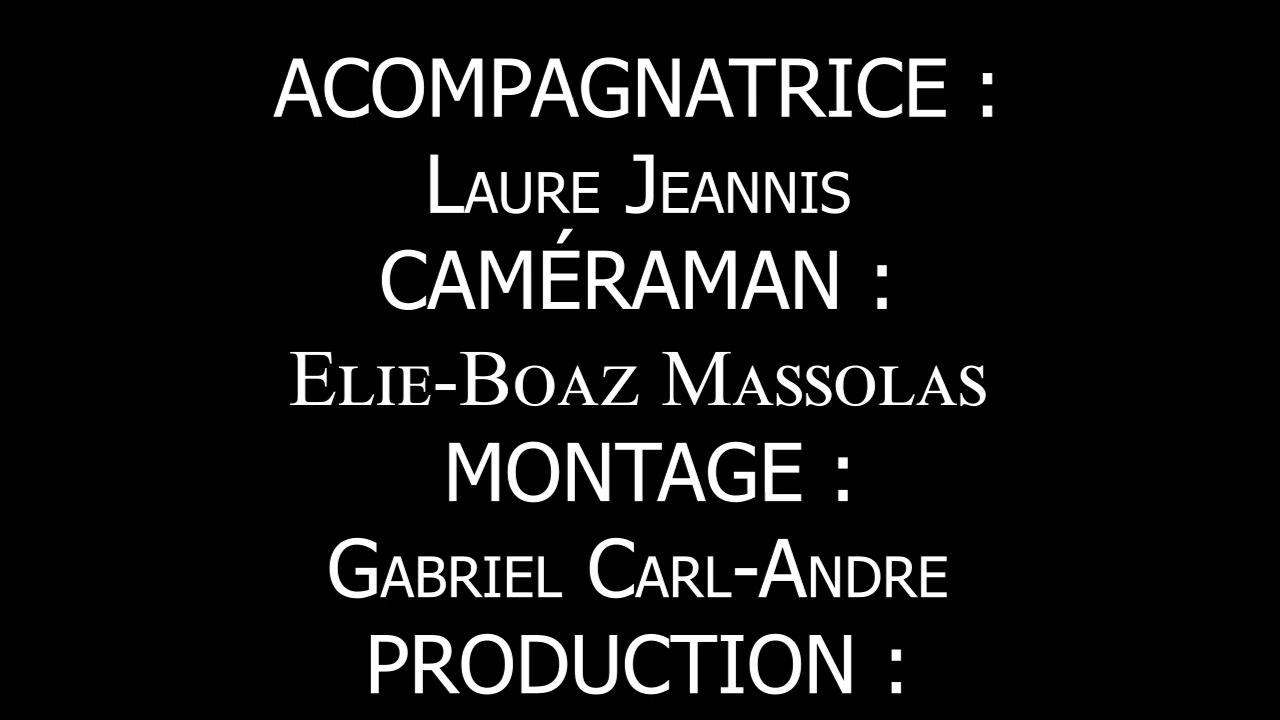 ACOMPAGNATRICE :
Laure Jeannis
CAMÉRAMAN :
Elie-Boaz Massolas
MONTAGE :
Gabriel Carl-Andre
PRODUCTION :